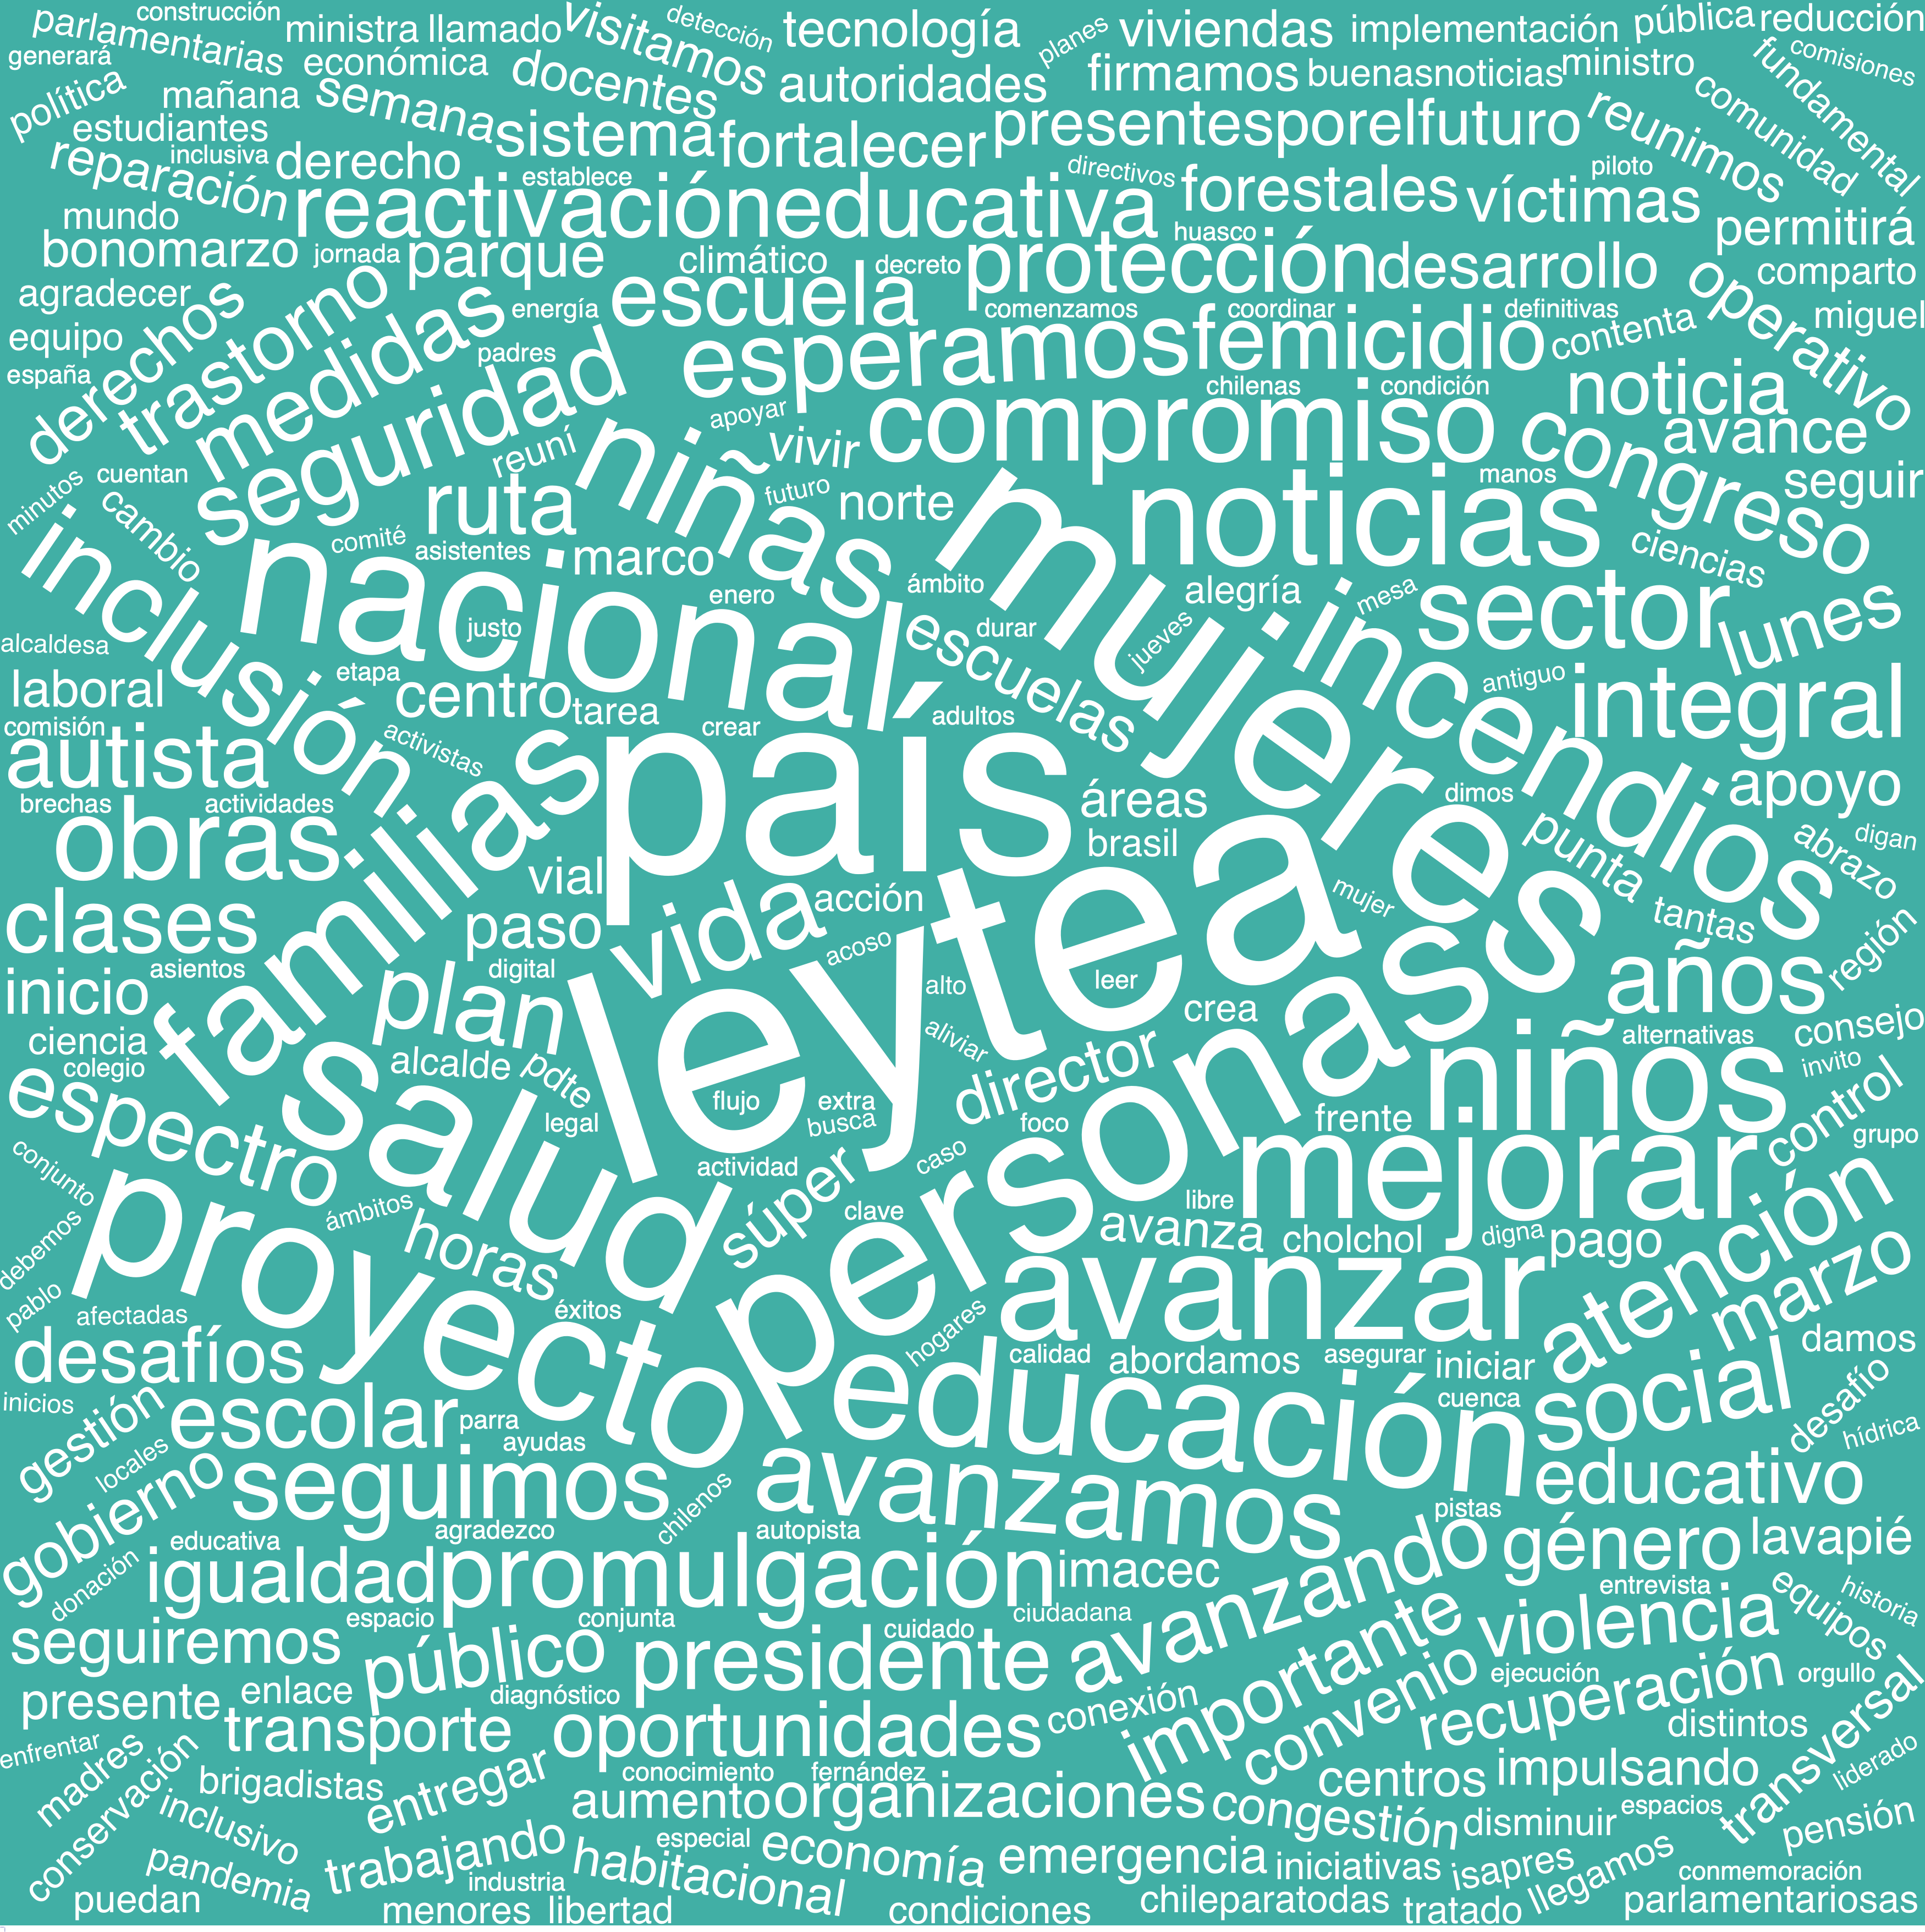 parlamentarias
construcción
ministra
llamado
visitamos
detección
tecnología
planes
viviendas
implementación
pública
reducción
generará
económica
docentes
autoridades
firmamos
buenasnoticias
ministro
fundamental
comisiones
política
mañana
semana
estudiantes
sistema
fortalecer
presentesporelfuturo
reunimos
comunidad
reparación
inclusiva
derecho
establece
directivos
piloto
mundo
reactivacióneducativa
forestales
víctimas
permitirá
bonomarzo
jornada
parque
climático
decreto
protección
huasco
desarrollo
comparto
agradecer
derechos
trastorno
medidas
energía
escuela
comenzamos
coordinar
definitivas
operativo
miguel
equipo
españa
seguridad
padres
esperamos
femicidio
contenta
chilenas
condición
noticia
apoyar
reuní
niñas
vivir
compromiso
congreso
avance
cuentan
minutos
cambio
ruta
futuro
norte
mujeres
noticias
manos
seguir
inclusión
nacional
comité
asistentes
marco
ciencias
enero
ámbito
alegría
incendios
mesa
sector
lunes
justo
durar
jueves
alcaldesa
laboral
etapa
centro
tarea
escuelas
antiguo
integral
comisión
autista
activistas
familias
crear
adultos
país
apoyo
brechas
actividades
obras
áreas
dimos
punta
abrazo
digan
brasil
vial
vida
acción
mujer
tantas
clases
paso
acoso
leytea
región
inicio
asientos
plan
digital
alto
leer
años
ciencia
salud
crea
alternativas
consejo
colegio
alcalde
pdte
aliviar
director
personas
niños
invito
espectro
flujo
extra
control
legal
busca
foco
frente
grupo
conjunto
proyecto
actividad
súper
caso
mejorar
atención
ámbitos
horas
clave
libre
avanza
cholchol
digna
pago
debemos
pablo
afectadas
éxitos
avanzar
marzo
desafíos
hogares
calidad
abordamos
asegurar
iniciar
damos
inicios
gestión
escolar
parra
educación
cuenca
social
desafío
hídrica
locales
ayudas
gobierno
seguimos
chilenos
avanzamos
educativo
educativa
agradezco
autopista
pistas
donación
igualdad
promulgación
imacec
avanzando
género
lavapié
espacio
conjunta
ciudadana
entrevista
equipos
historia
seguiremos
público
presidente
cuidado
importante
violencia
presente
enlace
diagnóstico
convenio
ejecución
orgullo
transporte
oportunidades
conexión
recuperación
distintos
transversal
enfrentar
madres
conservación
brigadistas
entregar
conocimiento
fernández
centros
impulsando
liderado
inclusivo
aumento
organizaciones
congestión
disminuir
espacios
pensión
pandemia
trabajando
especial
habitacional
economía
emergencia
iniciativas
isapres
llegamos
conmemoración
puedan
industria
menores
libertad
condiciones
chileparatodas
tratado
parlamentariosas